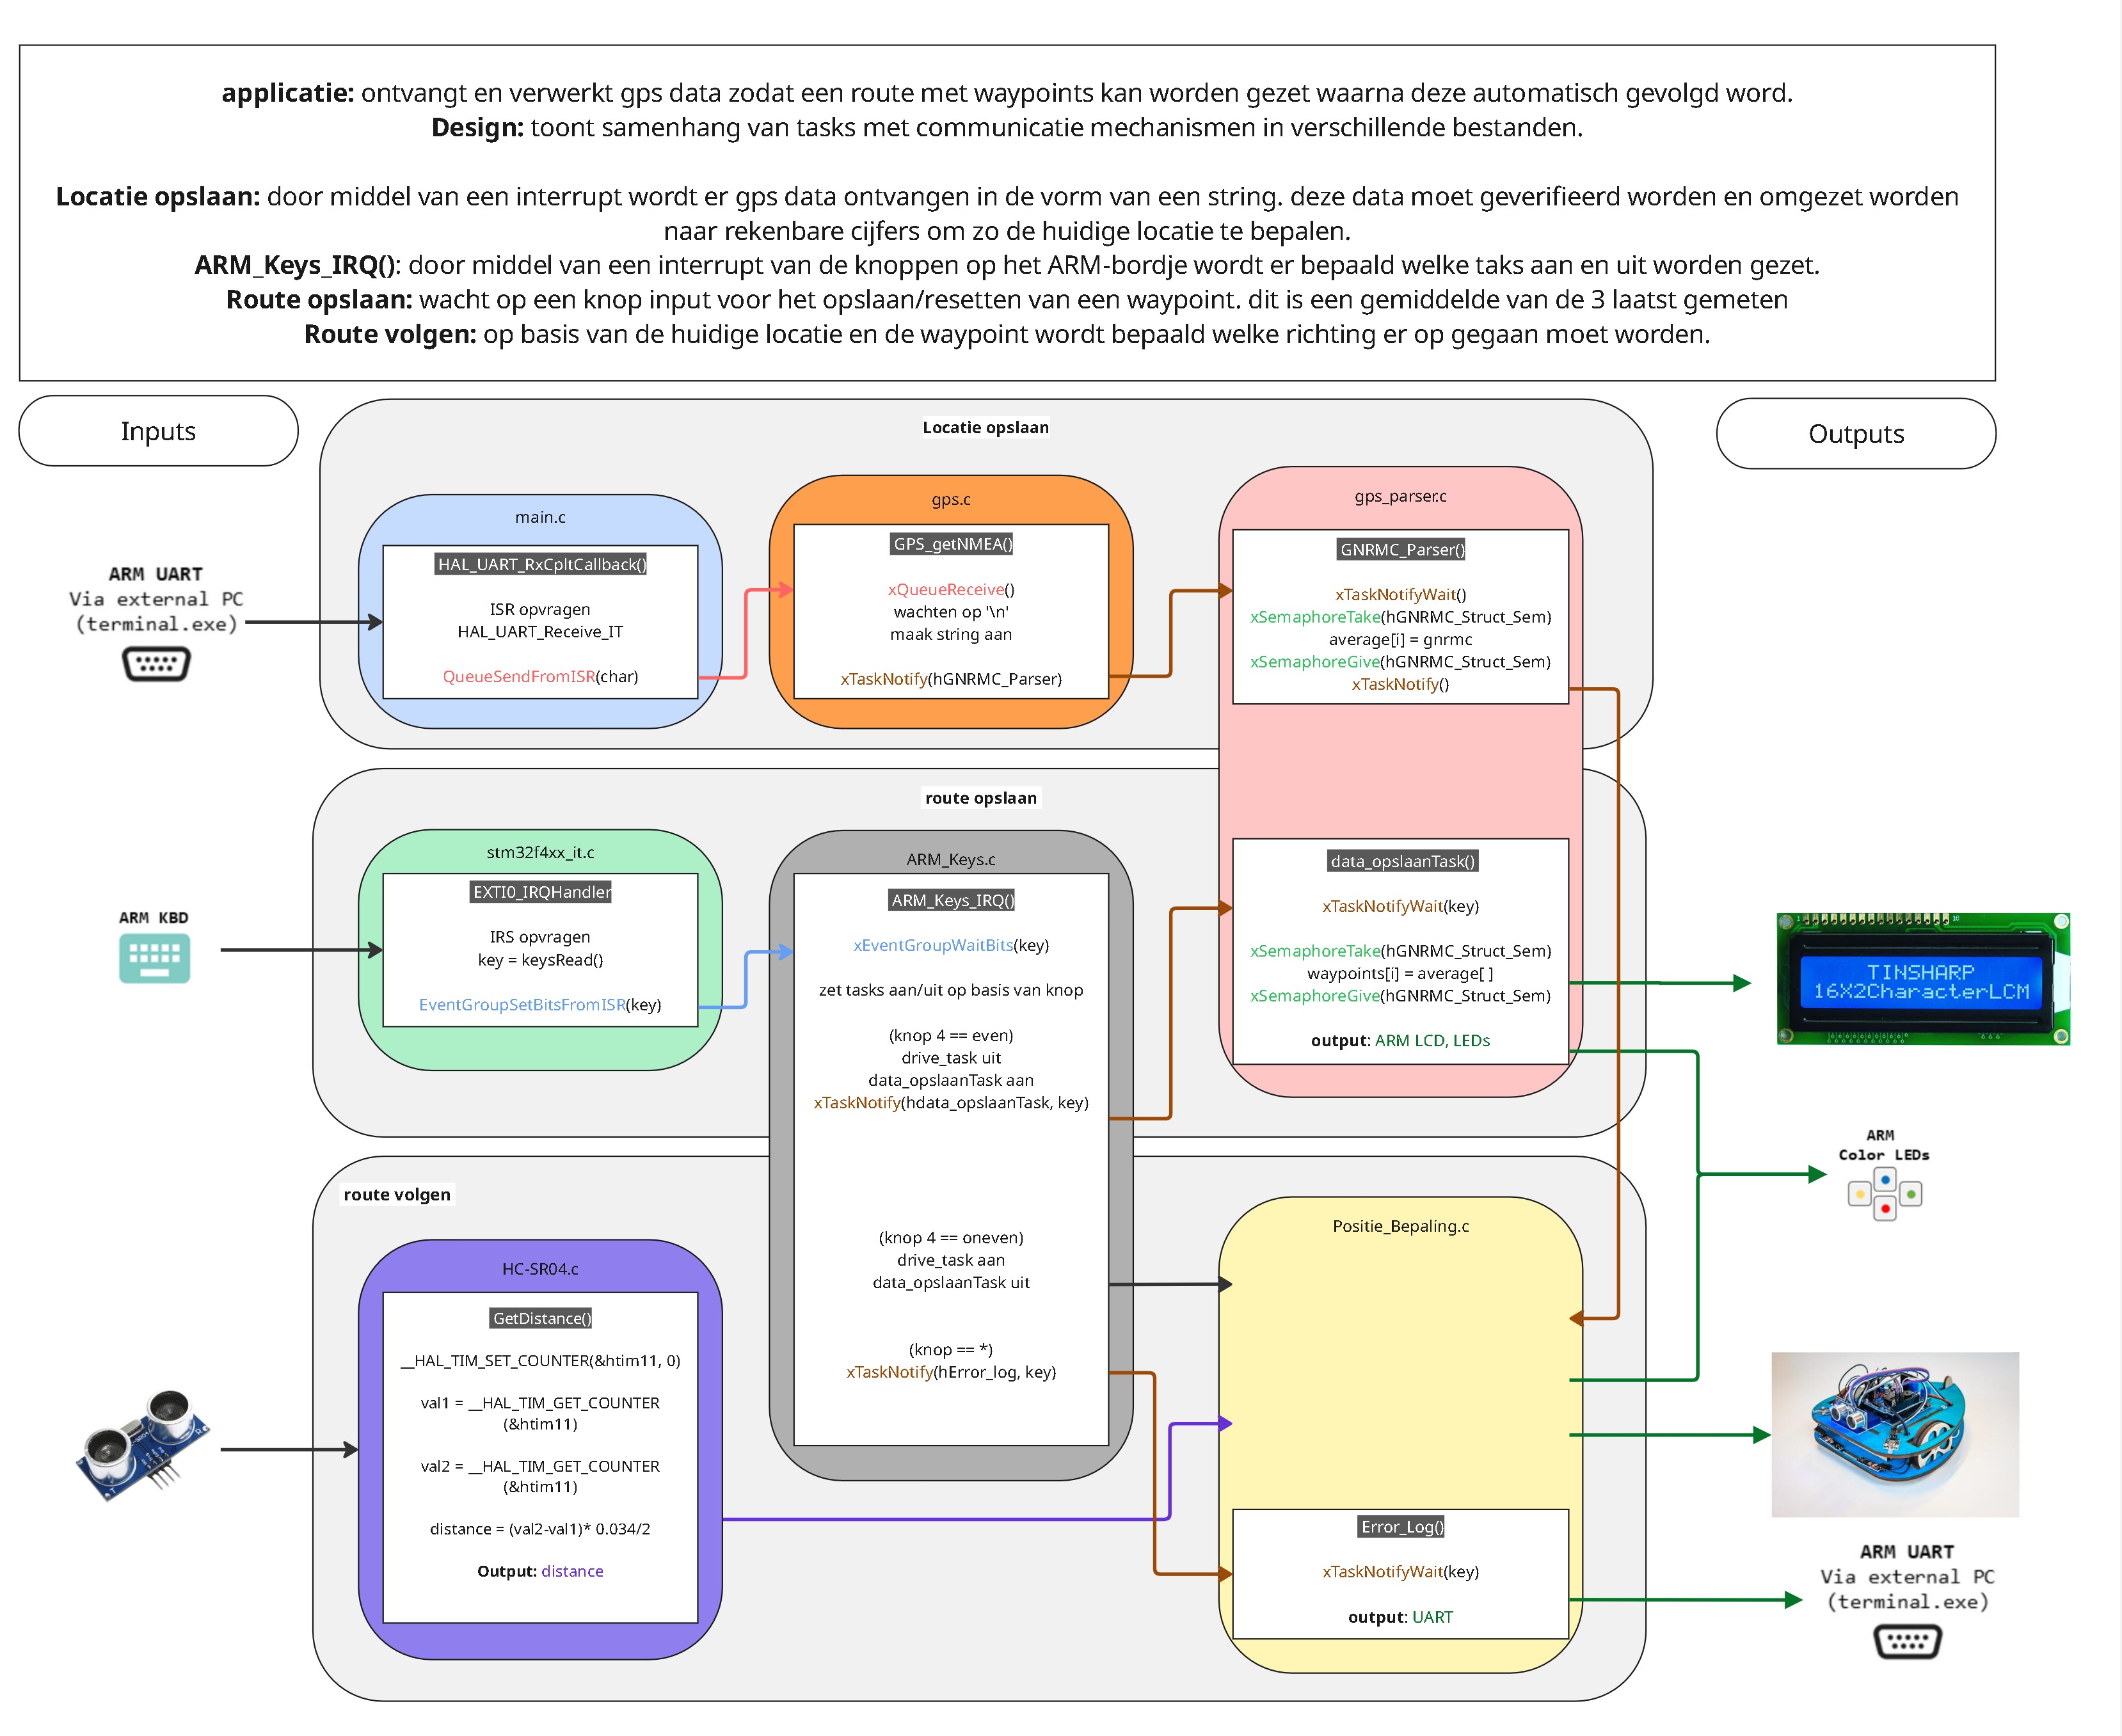 applicatie: ontvangt en verwerkt gps data zodat een route met waypoints kan worden gezet waarna deze automatisch gevolgd word.
Design: toont samenhang van tasks met communicatie mechanismen in verschillende bestanden.
Locatie opslaan: door middel van een interrupt wordt er gps data ontvangen in de vorm van een string. deze data moet geverifieerd worden en omgezet worden
naar rekenbare cijfers om zo de huidige locatie te bepalen.
ARM_Keys_IRQ(): door middel van een interrupt van de knoppen op het ARM-bordje wordt er bepaald welke taks aan en uit worden gezet.
Route opslaan: wacht op een knop input voor het opslaan/resetten van een waypoint. dit is een gemiddelde van de 3 laatst gemeten
Route volgen: op basis van de huidige locatie en de waypoint wordt bepaald welke richting er op gegaan moet worden.
Inputs
Outputs
Locatie opslaan
ARM UART
Via external PC
(terminal.exe)
main.c
HAL_UART_RxCpltCallback()
ISR opvragen
HAL_UART_Receive_IT
QueueSendFromISR(char)
gps.c
GPS_getNMEA()
xQueueReceive()
wachten op '\n'
maak string aan
xTaskNotify(hGNRMC_Parser)
gps_parser.c
GNRMC_Parser()
xTaskNotifyWait()
xSemaphoreTake(hGNRMC_Struct_Sem)
average[i] = gnrmc
xSemaphoreGive(hGNRMC_Struct_Sem)
xTaskNotify()
route opslaan
ARM KBD
stm32f4xx_it.c
EXTI0_IRQHandler
IRS opvragen
key = keysRead()
EventGroupSetBitsFromISR(key)
ARM_Keys.c
ARM_Keys_IRQ()
xEventGroupWaitBits(key)
zet tasks aan/uit op basis van knop
(knop 4 == even)
drive_task uit
data_opslaanTask aan
xTaskNotify(hdata_opslaanTask, key)
(knop 4 == oneven)
drive_task aan
data_opslaanTask uit
(knop == *)
xTaskNotify(hError_log, key)
data_opslaanTask()
xTaskNotifyWait(key)
xSemaphoreTake(hGNRMC_Struct_Sem)
waypoints[i] = average[ ]
xSemaphoreGive(hGNRMC_Struct_Sem)
output: ARM LCD, LEDs
1 16
TINSHARP
16X2CharacterLCM
ARM
Color LEDs
route volgen
HC-SR04.c
GetDistance()
__HAL_TIM_SET_COUNTER(&htim11, 0)
val1 = __HAL_TIM_GET_COUNTER
(&htim11)
val2 = __HAL_TIM_GET_COUNTER
(&htim11)
distance = (val2-val1)* 0.034/2
Output: distance
Positie_Bepaling.c
Error_Log()
xTaskNotifyWait(key)
output: UART
ARM UART
Via external PC
(terminal.exe)